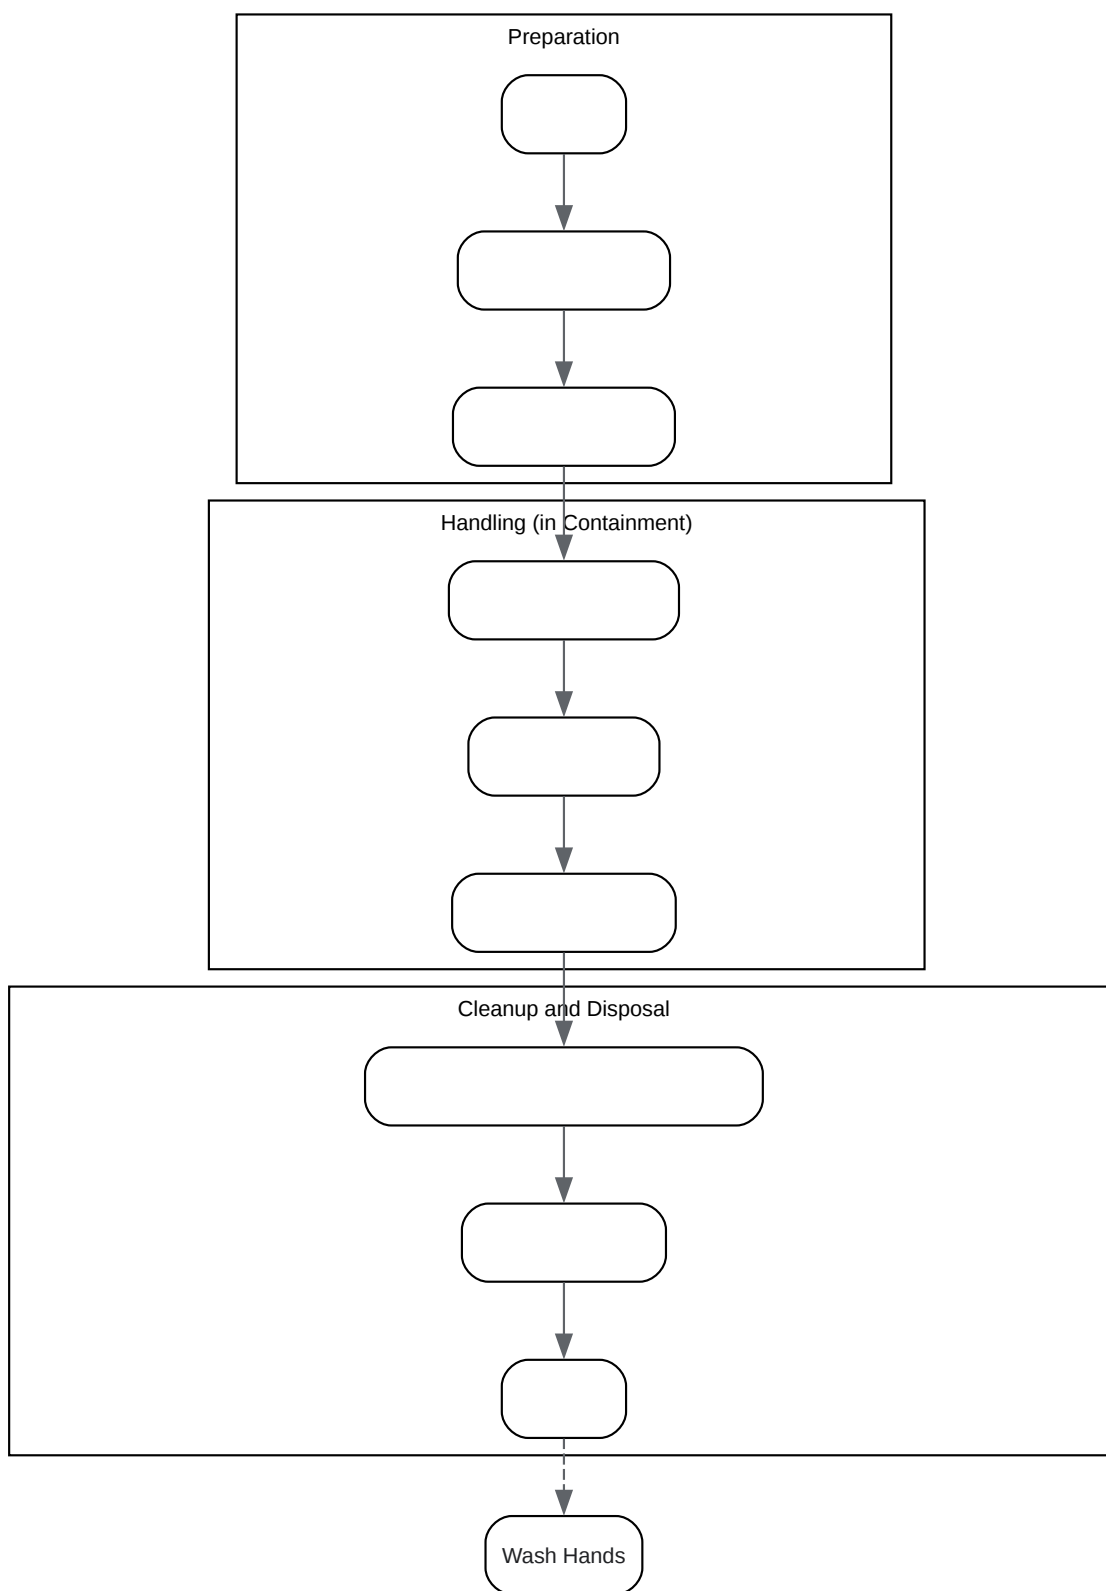 Preparation
Handling (in Containment)
Cleanup and Disposal
Wash Hands